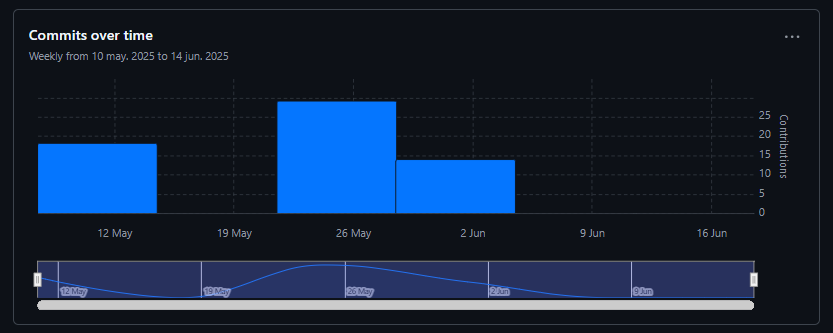 Commits over time
Weekly from 10 may. 2025 to 14 jun. 2025
25
20
15
10
5
0
Contributions
12 May
19 May
26 May
2 Jun
9 Jun
16 Jun
12 May
19 May
26 May
2 Jun
9 Jun